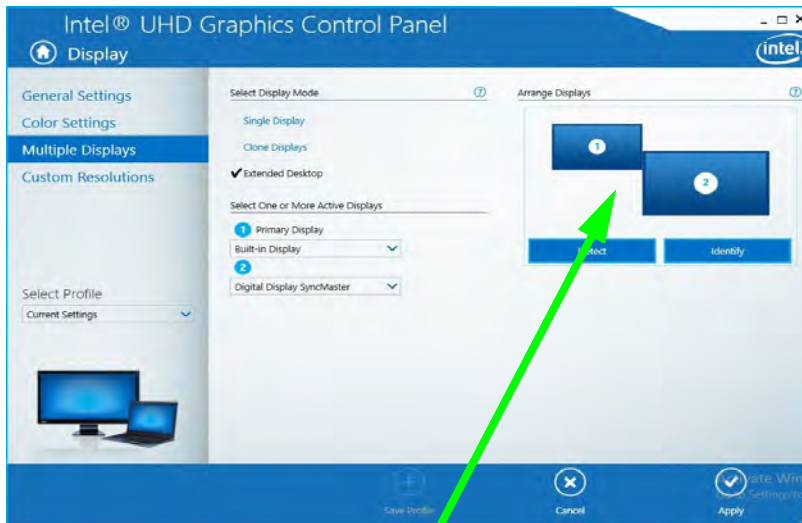 Intel® UHD Graphics Control Panel
Display
intel
General Settings
Color Settings
Multiple Displays
Custom Resolutions
Select Profile
Current Settings
Select Display Mode
Single Display
Clone Displays
Extended Desktop
Select One or More Active Displays
1 Primary Display
Built-in Display
2
Digital Display SyncMaster
Arrange Displays
1
2
Identify
Save Profile
Cancel
Apply